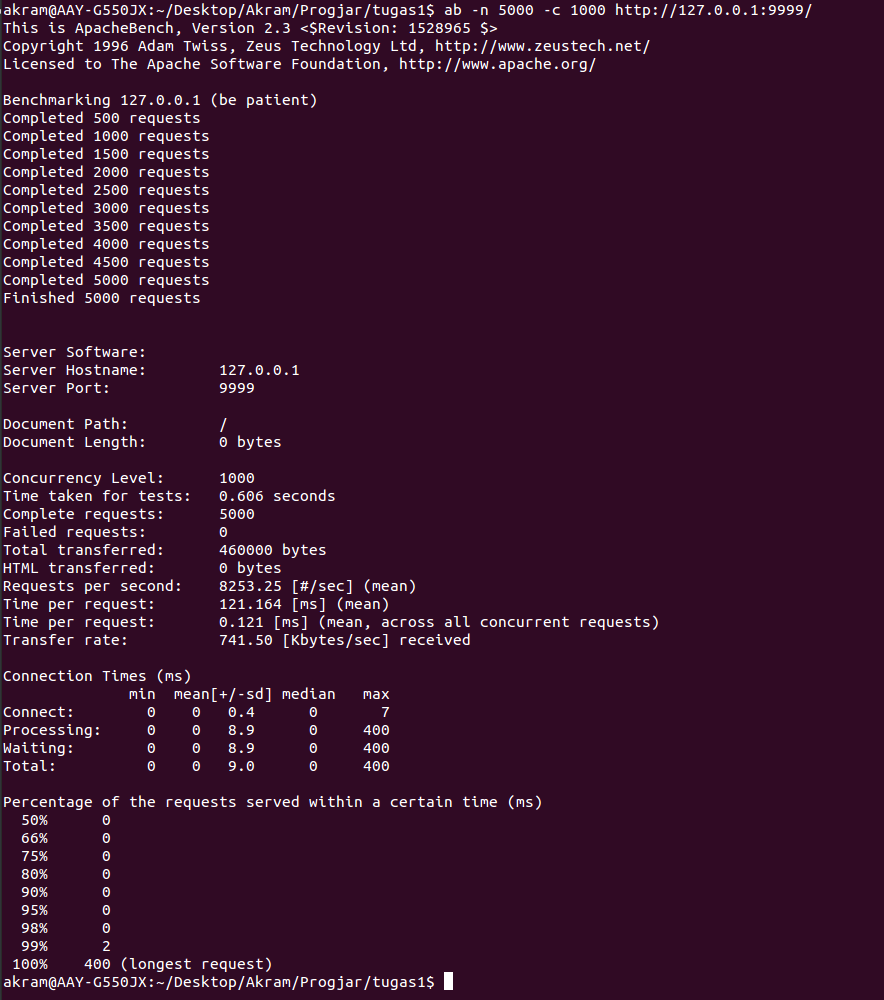 akram@AAY-G550JX:~/Desktop/Akram/Progjar/tugas1$ ab -n 5000 -c 1000 http://127.0.0.1:9999/
This is ApacheBench, Version 2.3 <$Revision: 1528965 $>
Copyright 1996 Adam Twiss, Zeus Technology Ltd, http://www.zeustech.net/
Licensed to The Apache Software Foundation, http://www.apache.org/

Benchmarking 127.0.0.1 (be patient)
Completed 500 requests
Completed 1000 requests
Completed 1500 requests
Completed 2000 requests
Completed 2500 requests
Completed 3000 requests
Completed 3500 requests
Completed 4000 requests
Completed 4500 requests
Completed 5000 requests
Finished 5000 requests


Server Software:
Server Hostname:        127.0.0.1
Server Port:            9999

Document Path:          /
Document Length:        0 bytes

Concurrency Level:      1000
Time taken for tests:   0.606 seconds
Complete requests:      5000
Failed requests:        0
Total transferred:      460000 bytes
HTML transferred:       0 bytes
Requests per second:    8253.25 [#/sec] (mean)
Time per request:       121.164 [ms] (mean)
Time per request:       0.121 [ms] (mean, across all concurrent requests)
Transfer rate:          741.50 [Kbytes/sec] received

Connection Times (ms)
              min  mean[+/-sd] median   max
Connect:        0    0   0.4      0       7
Processing:     0    0   8.9      0     400
Waiting:        0    0   8.9      0     400
Total:          0    0   9.0      0     400

Percentage of the requests served within a certain time (ms)
  50%      0
  66%      0
  75%      0
  80%      0
  90%      0
  95%      0
  98%      0
  99%      2
 100%    400 (longest request)
akram@AAY-G550JX:~/Desktop/Akram/Progjar/tugas1$